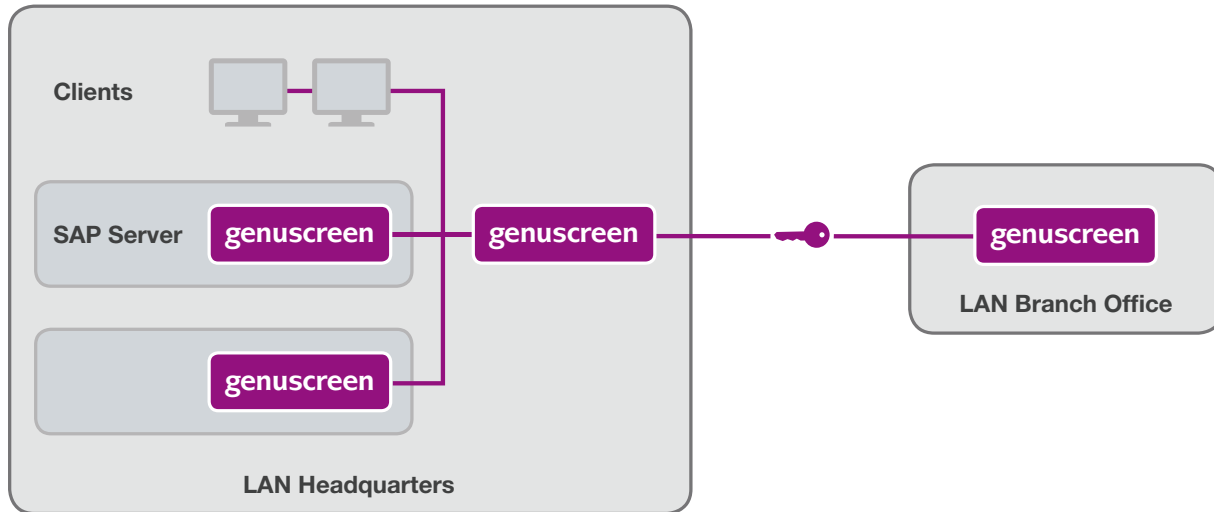 Clients
SAP Server
genuscreen
genuscreen
genuscreen
LAN Branch Office
genuscreen
LAN Headquarters